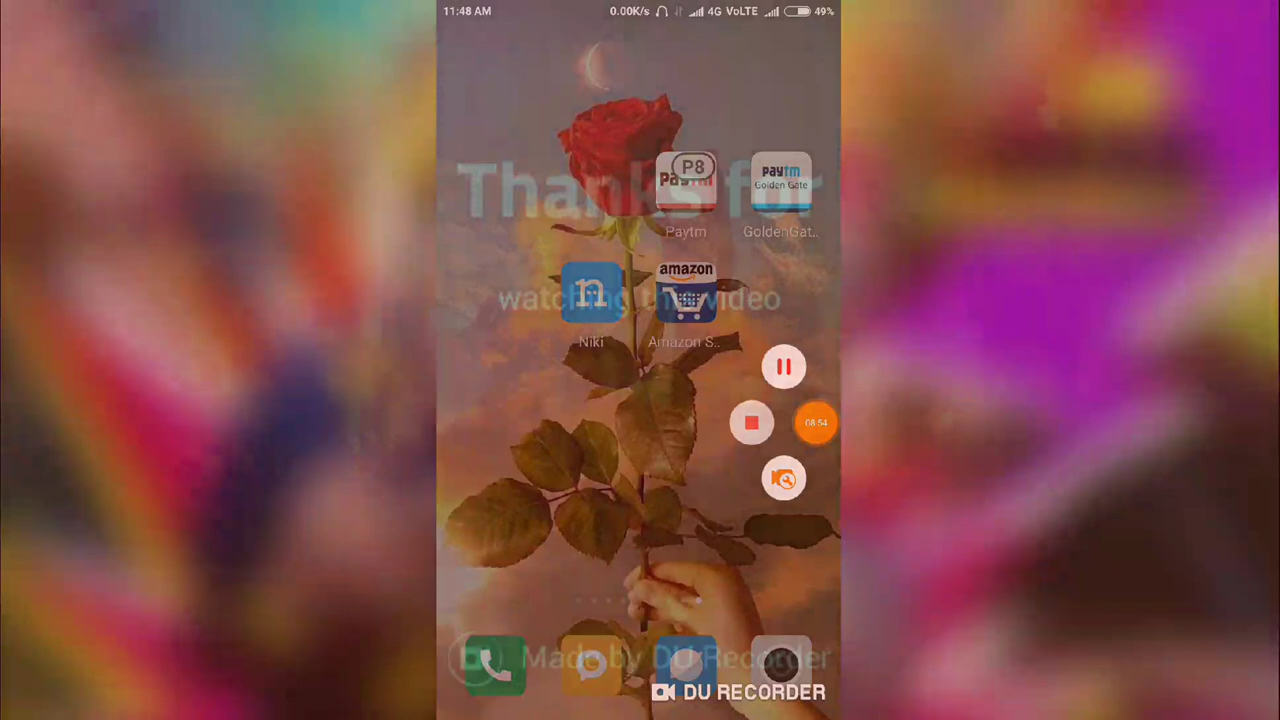 11:48 AM 0.00K/s 4G VoLTE 49%
P8
paytm
Golden Gate
Thanks for
Paytm GoldenGat..
n amazon
watching the video
Niki Amazon S..
08:54
Made by DU Recorder
DU RECORDER